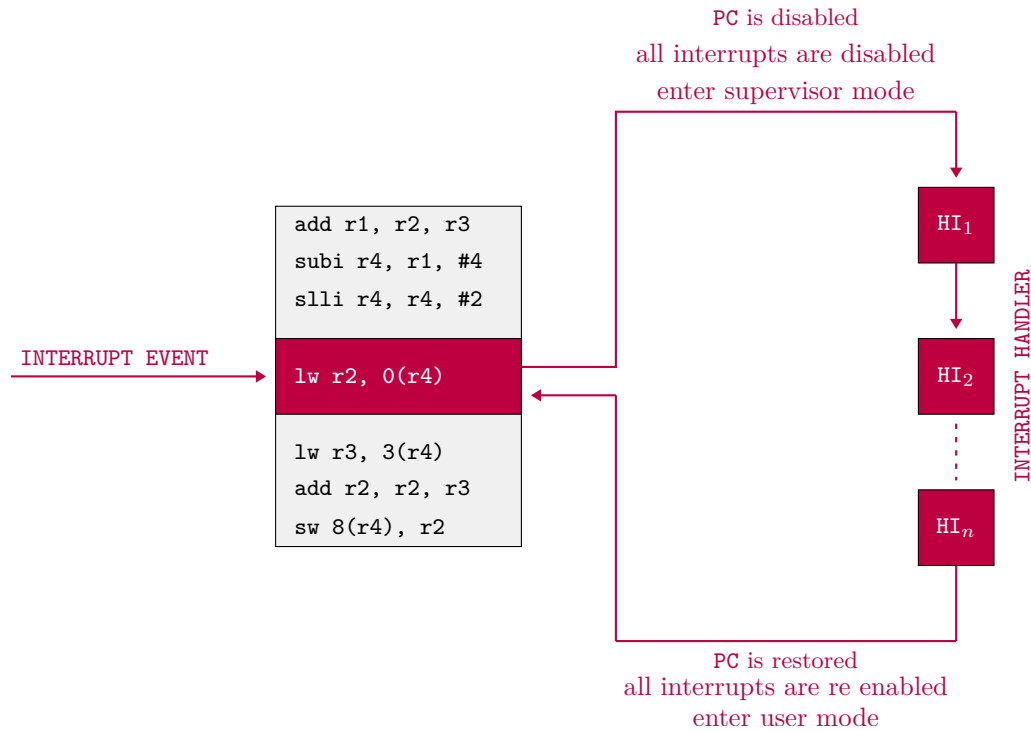 PC is disabled
all interrupts are disabled
enter supervisor mode
add r1, r2, r3
subi r4, r1, #4
slli r4, r4, #2
INTERRUPT EVENT
lw r2, 0(r4)
lw r3, 3(r4)
add r2, r2, r3
sw 8(r4), r2
HI₁
HI₂
HIₙ
INTERRUPT HANDLER
PC is restored
all interrupts are re enabled
enter user mode